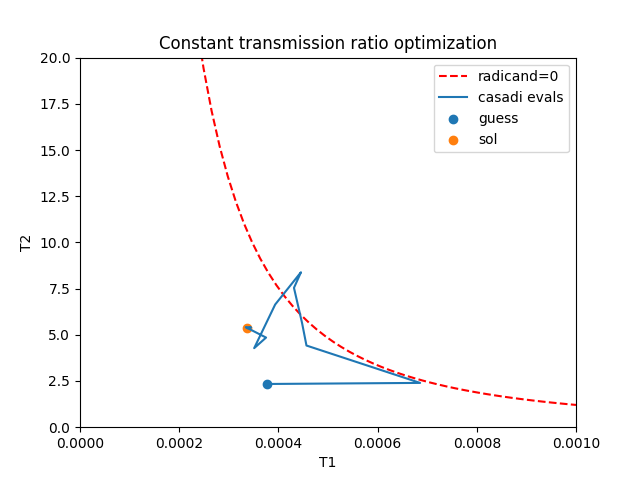 Constant transmission ratio optimization
radicand=0
casadi evals
guess
sol
20.0
17.5
15.0
12.5
10.0
7.5
5.0
2.5
0.0
T2
0.0000 0.0002 0.0004 0.0006 0.0008 0.0010
T1